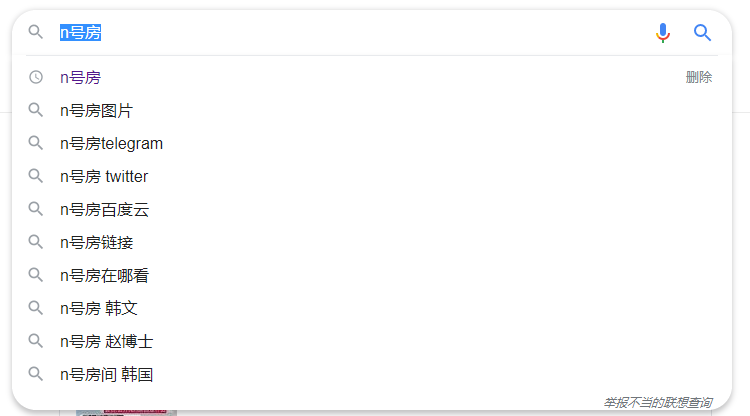 n号房
n号房
删除
n号房图片
n号房telegram
n号房 twitter
n号房百度云
n号房链接
n号房在哪看
n号房 韩文
n号房 赵博士
n号房间 韩国
举报不当的联想查询